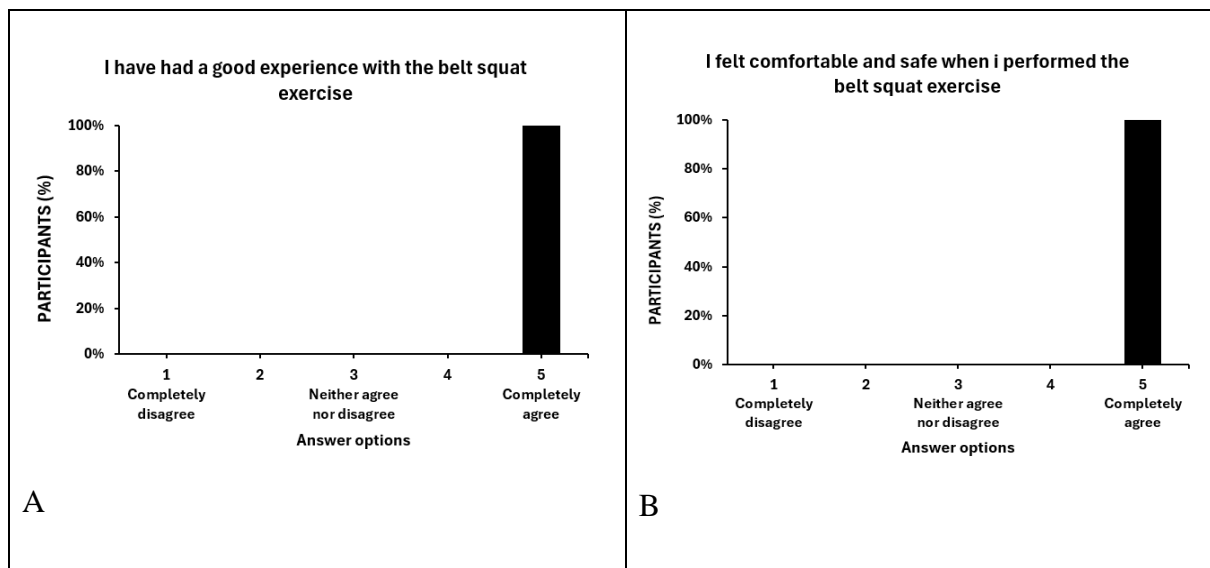 I have had a good experience with the belt squat
exercise
PARTICIPANTS (%)
100%
80%
60%
40%
20%
0%
1 2 3 4 5
Completely Neither agree Completely
disagree nor disagree agree
Answer options
A
I felt comfortable and safe when i performed the
belt squat exercise
PARTICIPANTS (%)
100%
80%
60%
40%
20%
0%
1 2 3 4 5
Completely Neither agree Completely
disagree nor disagree agree
Answer options
B